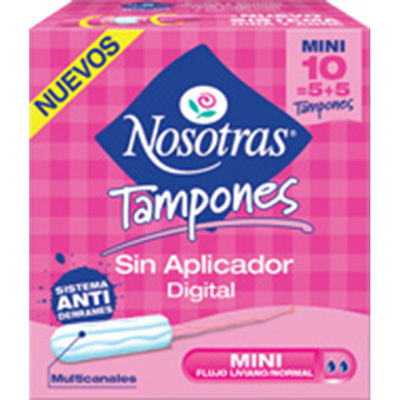 NUEVOS
MINI
10
=5+5
Tampones
Nosotras®
Tampones
Sin Aplicador
Digital
SISTEMA
ANTI
DERRAMES
Multicanales
MINI
FLUJO LIVIANO/NORMAL